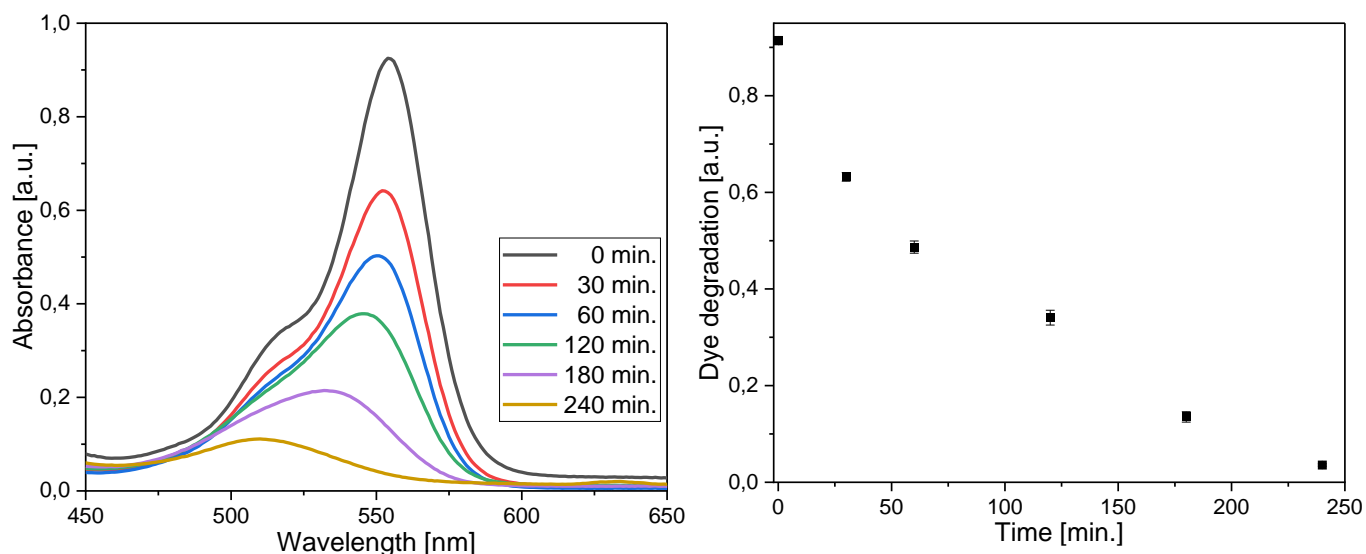 1,0
0,8
0,6
0,4
0,2
0,0
Absorbance [a.u.]
0 min.
30 min.
60 min.
120 min.
180 min.
240 min.
450 500 550 600 650
Wavelength [nm]
0,8
0,6
0,4
0,2
0,0
Dye degradation [a.u.]
0 50 100 150 200 250
Time [min.]